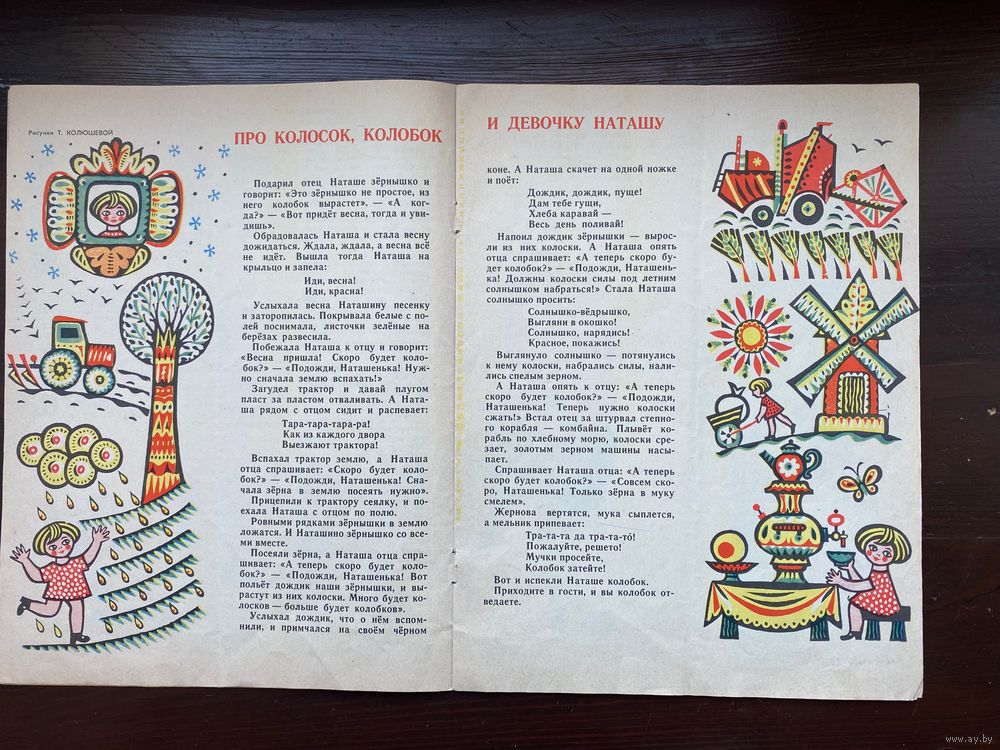 Рисунки Т. КОЛЮШЕВОЙ
ПРО КОЛОСОК, КОЛОБОК
Подарил отец Наташе зёрнышко и
говорит: «Это зёрнышко не простое, из
него колобок вырастет». — «А ког-
да?» — «Вот придёт весна, тогда и уви-
дишь».
Обрадовалась Наташа и стала весну
дожидаться. Ждала, ждала, а весна всё
не идёт. Вышла тогда Наташа на
крыльцо и запела:
Иди, весна!
Иди, красна!
Услыхала весна Наташину песенку
и заторопилась. Покрывала белые с по-
лей поснимала, листочки зелёные на
берёзах развесила.
Побежала Наташа к отцу и говорит:
«Весна пришла! Скоро будет коло-
бок?» — «Подожди, Наташенька! Нуж-
но сначала землю вспахать!»
Загудел трактор и давай плугом
пласт за пластом отваливать. А Ната-
ша рядом с отцом сидит и распевает:
Тара-тара-тара-ра!
Как из каждого двора
Выезжают трактора!
Вспахал трактор землю, а Наташа
отца спрашивает: «Скоро будет коло-
бок?» — «Подожди, Наташенька! Сна-
чала зёрна в землю посеять нужно».
Прицепили к трактору сеялку, и по-
ехала Наташа с отцом по полю.
Ровными рядками зёрнышки в землю
ложатся. И Наташино зёрнышко со все-
ми вместе.
Посеяли зёрна, а Наташа отца спра-
шивает: «А теперь скоро будет коло-
бок?» — «Подожди, Наташенька! Вот
польёт дождик наши зёрнышки, и вы-
растут из них колоски. Много будет ко-
лосков — больше будет колобков».
Услыхал дождик, что о нём вспом-
нили, и примчался на своём чёрном
И ДЕВОЧКУ НАТАШУ
коне. А Наташа скачет на одной ножке
и поёт:
Дождик, дождик, пуще!
Дам тебе гущи,
Хлеба каравай —
Весь день поливай!
Напоил дождик зёрнышки — вырос-
ли из них колоски. А Наташа опять
отца спрашивает: «А теперь скоро бу-
дет колобок?» — «Подожди, Наташень-
ка! Должны колоски силы под летним
солнышком набраться!» Стала Наташа
солнышко просить:
Солнышко-вёдрышко,
Выгляни в окошко!
Солнышко, нарядись!
Красное, покажись!
Выглянуло солнышко — потянулись
к нему колоски, набрались силы, нали-
лись спелым зерном.
А Наташа опять к отцу: «А теперь
скоро будет колобок?» — «Подожди,
Наташенька! Теперь нужно колоски
сжать!» Встал отец за штурвал степно-
го корабля — комбайна. Плывёт ко-
рабль по хлебному морю, колоски сре-
зает, золотым зерном машины насы-
пает.
Спрашивает Наташа отца: «А теперь
скоро будет колобок?» — «Совсем ско-
ро, Наташенька! Только зёрна в муку
смелем».
Жернова вертятся, мука сыплется,
а мельник припевает:
Тра-та-та да тра-та-то́!
Пожалуйте, решето!
Мучки просейте,
Колобок затейте!
Вот и испекли Наташе колобок.
Приходите в гости, и вы колобок от-
ведаете.
www.ay.by